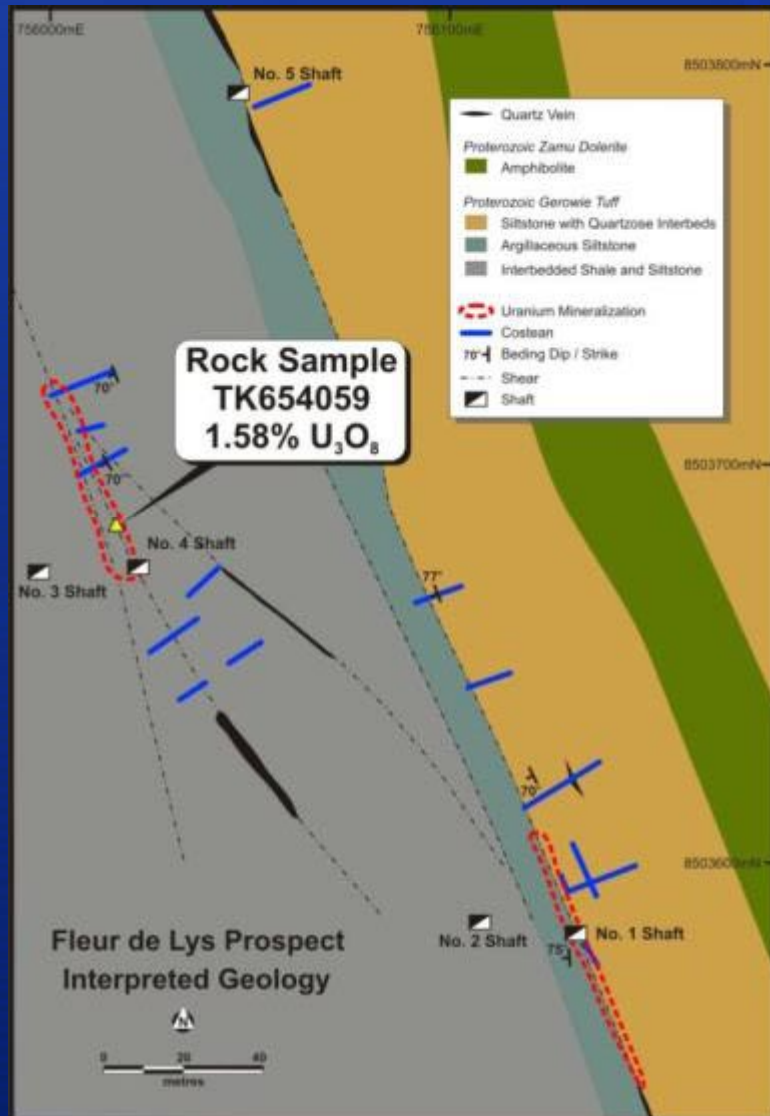 756000mE
756100mE
8503800mN
No. 5 Shaft
Quartz Vein
Proterozoic Zamu Dolerite
Amphibolite
Proterozoic Gerowie Tuff
Siltstone with Quartzose Interbeds
Argillaceous Siltstone
Interbedded Shale and Siltstone
Uranium Mineralization
Costean
70° Beding Dip / Strike
Shear
Shaft
Rock Sample
TK654059
1.58% U₃O₈
70°
8503700mN
70°
No. 4 Shaft
No. 3 Shaft
77°
70°
8503600mN
No. 2 Shaft
No. 1 Shaft
75°
Fleur de Lys Prospect
Interpreted Geology
N
0 20 40
metres